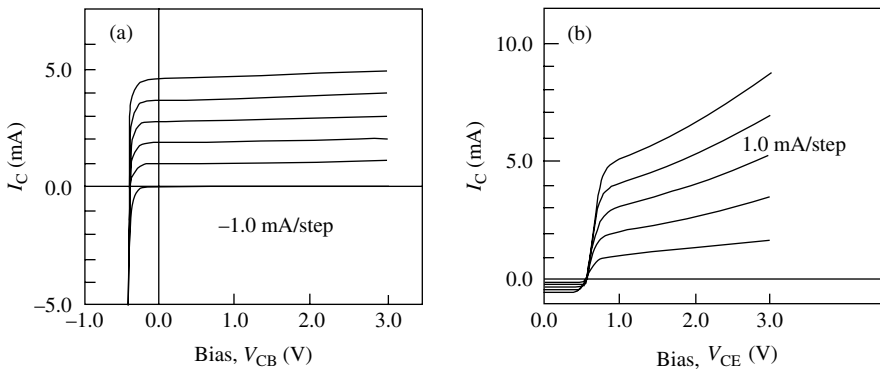 (a)
5.0
0.0
−5.0
I_C (mA)
−1.0 mA/step
−1.0 0.0 1.0 2.0 3.0
Bias, V_CB (V)
(b)
10.0
5.0
0.0
I_C (mA)
1.0 mA/step
0.0 1.0 2.0 3.0
Bias, V_CE (V)